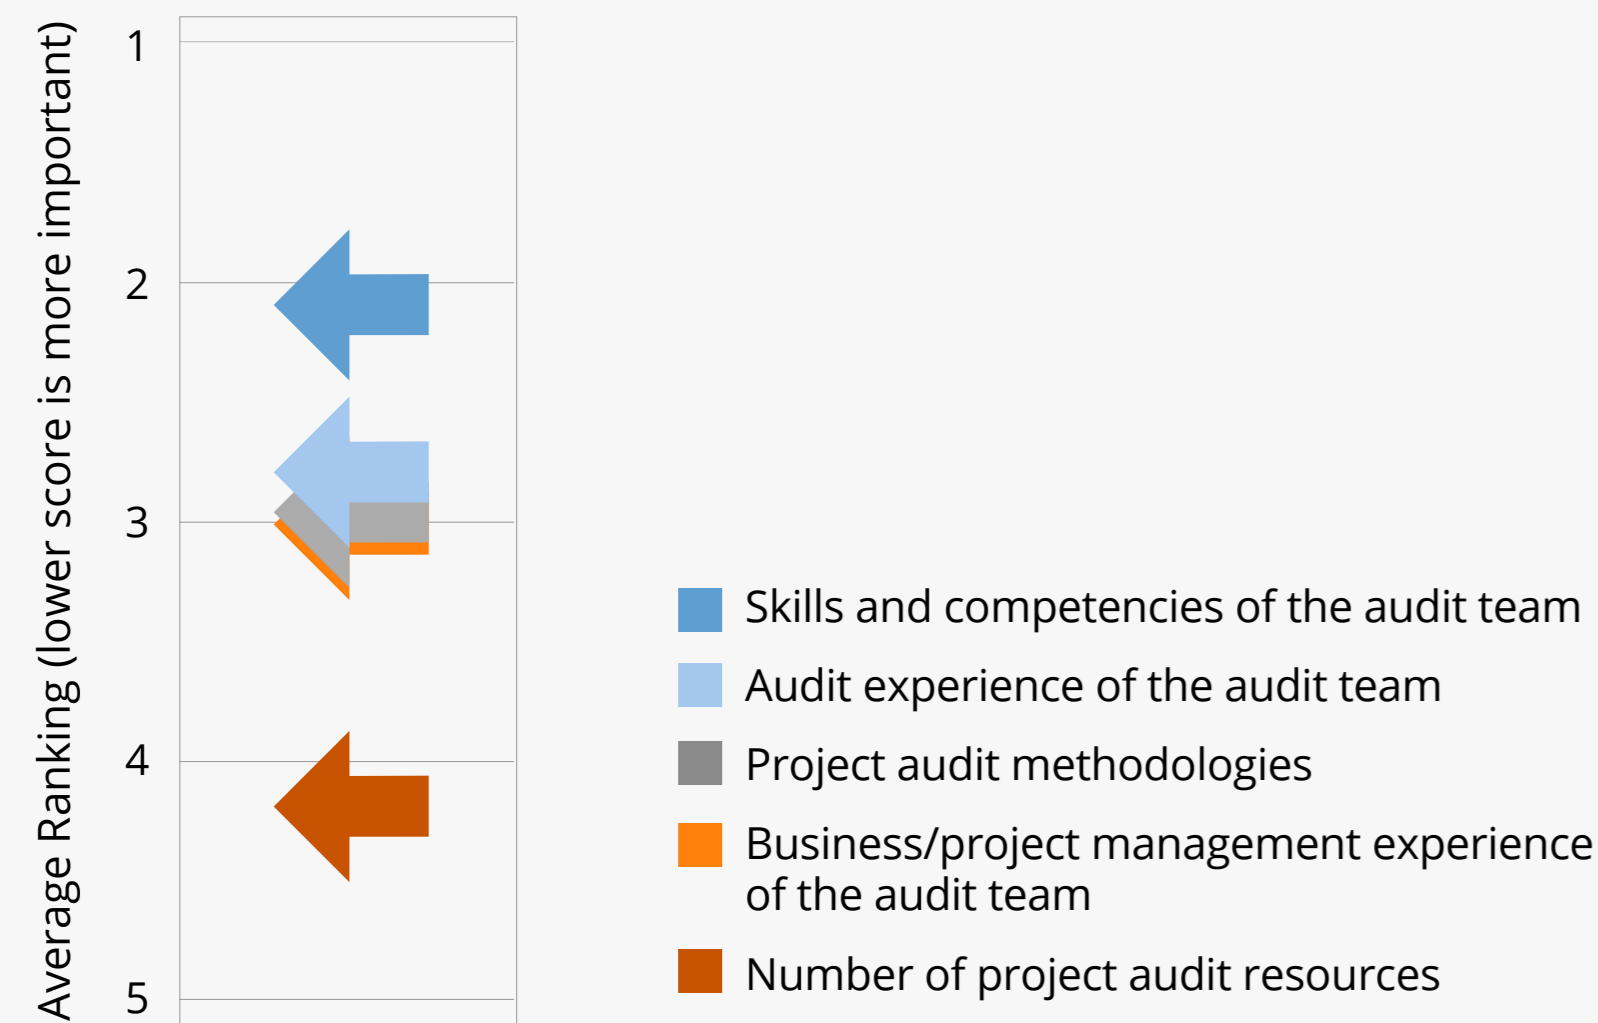 Average Ranking (lower score is more important)
1
2
3
4
5
Skills and competencies of the audit team
Audit experience of the audit team
Project audit methodologies
Business/project management experience
of the audit team
Number of project audit resources